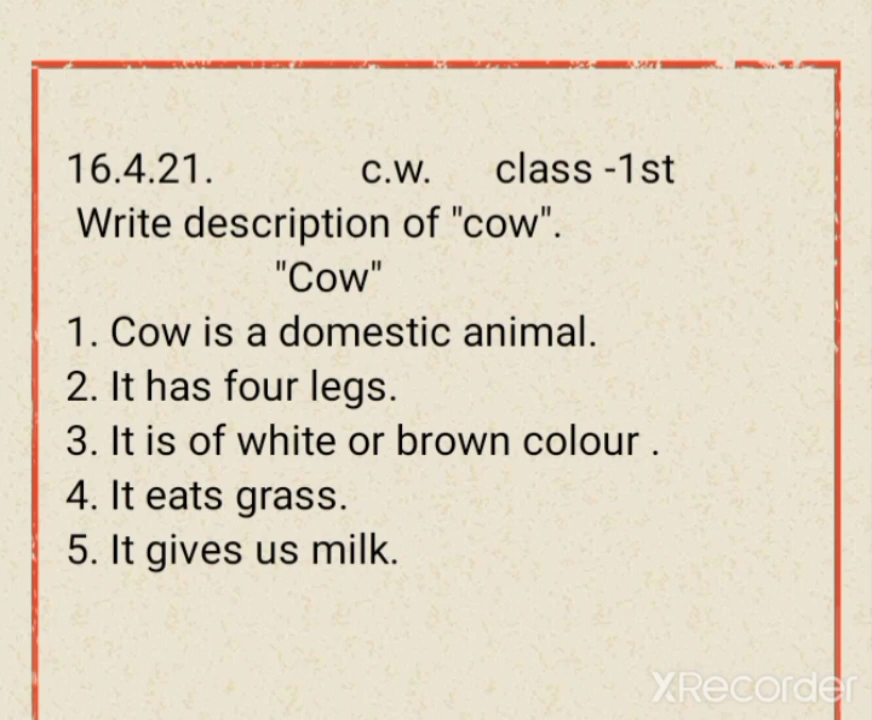 16.4.21. c.w. class -1st
Write description of "cow".
"Cow"
1. Cow is a domestic animal.
2. It has four legs.
3. It is of white or brown colour .
4. It eats grass.
5. It gives us milk.
XRecorder